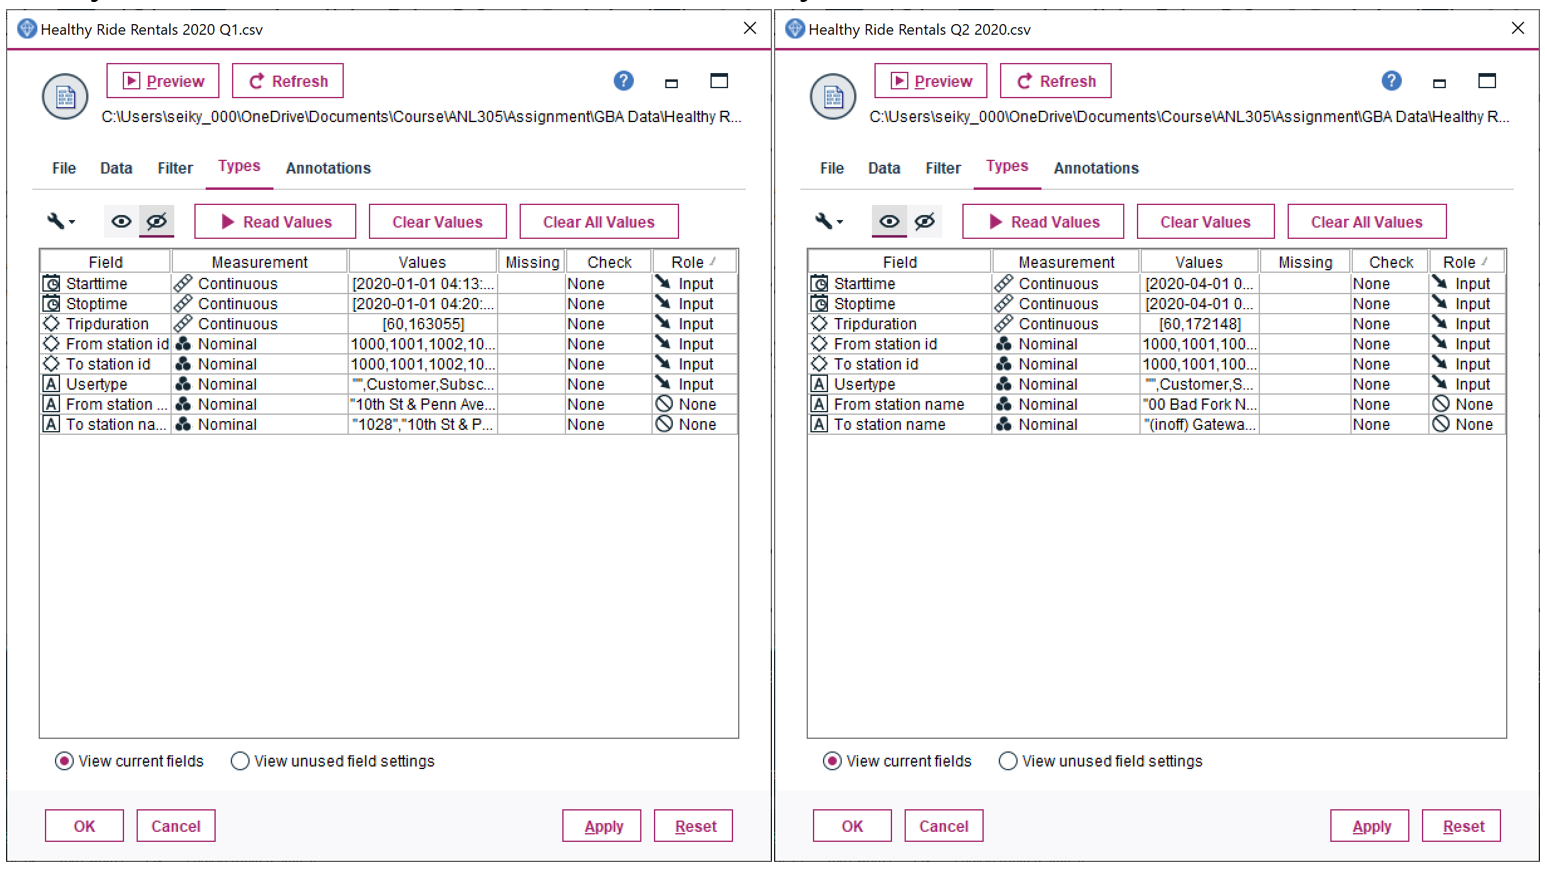 Healthy Ride Rentals 2020 Q1.csv
Preview
Refresh
C:\Users\seiky_000\OneDrive\Documents\Course\ANL305\Assignment\GBA Data\Healthy R...
File Data Filter Types Annotations
Read Values Clear Values Clear All Values
Field Measurement Values Missing Check Role
Starttime Continuous [2020-01-01 04:13:... None Input
Stoptime Continuous [2020-01-01 04:20:... None Input
Tripduration Continuous [60,163055] None Input
From station id Nominal 1000,1001,1002,10... None Input
To station id Nominal 1000,1001,1002,10... None Input
A Usertype Nominal "",Customer,Subsc... None Input
A From station ... Nominal "10th St & Penn Ave... None None
A To station na... Nominal "1028","10th St & P... None None
View current fields View unused field settings
OK Cancel Apply Reset
Healthy Ride Rentals Q2 2020.csv
Preview
Refresh
C:\Users\seiky_000\OneDrive\Documents\Course\ANL305\Assignment\GBA Data\Healthy R...
File Data Filter Types Annotations
Read Values Clear Values Clear All Values
Field Measurement Values Missing Check Role
Starttime Continuous [2020-04-01 0... None Input
Stoptime Continuous [2020-04-01 0... None Input
Tripduration Continuous [60,172148] None Input
From station id Nominal 1000,1001,100... None Input
To station id Nominal 1000,1001,100... None Input
A Usertype Nominal "",Customer,S... None Input
A From station name Nominal "00 Bad Fork N... None None
A To station name Nominal "(inoff) Gatewa... None None
View current fields View unused field settings
OK Cancel Apply Reset